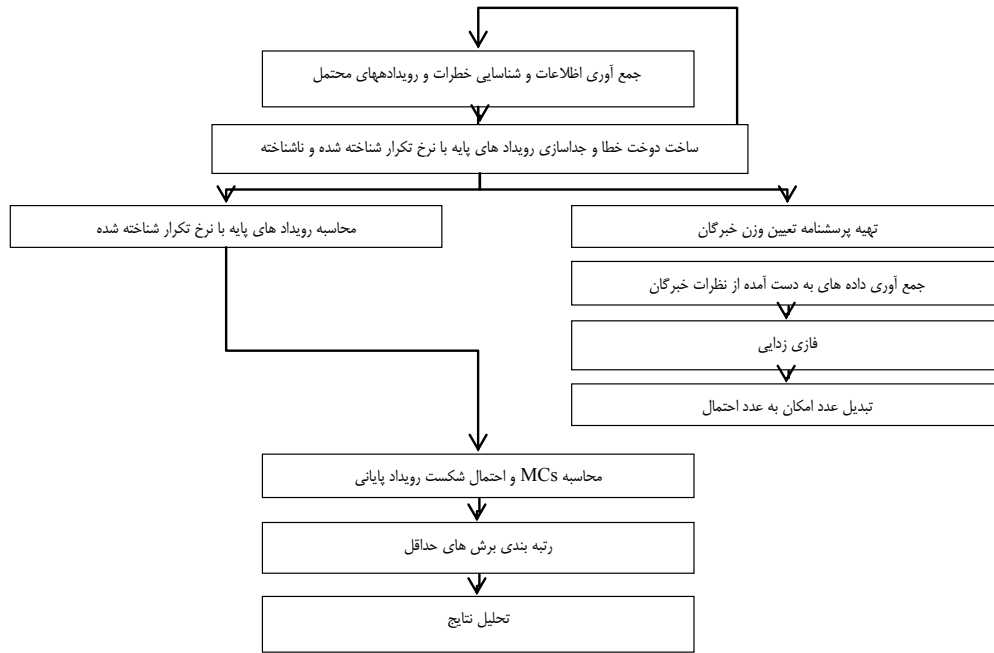 جمع آوری اظلاعات و شناسایی خطرات و رویدادههای محتمل
ساخت دوخت خطا و جداسازی رویداد های پایه با نرخ تکرار شناخته شده و ناشناخته
تهیه پرسشنامه تعیین وزن خبرگان
محاسبه رویداد های پایه با نرخ تکرار شناخته شده
جمع آوری داده های به دست آمده از نظرات خبرگان
فازی زدایی
تبدیل عدد امکان به عدد احتمال
محاسبه MCs و احتمال شکست رویداد پایانی
رتبه بندی برش های حداقل
تحلیل نتایج